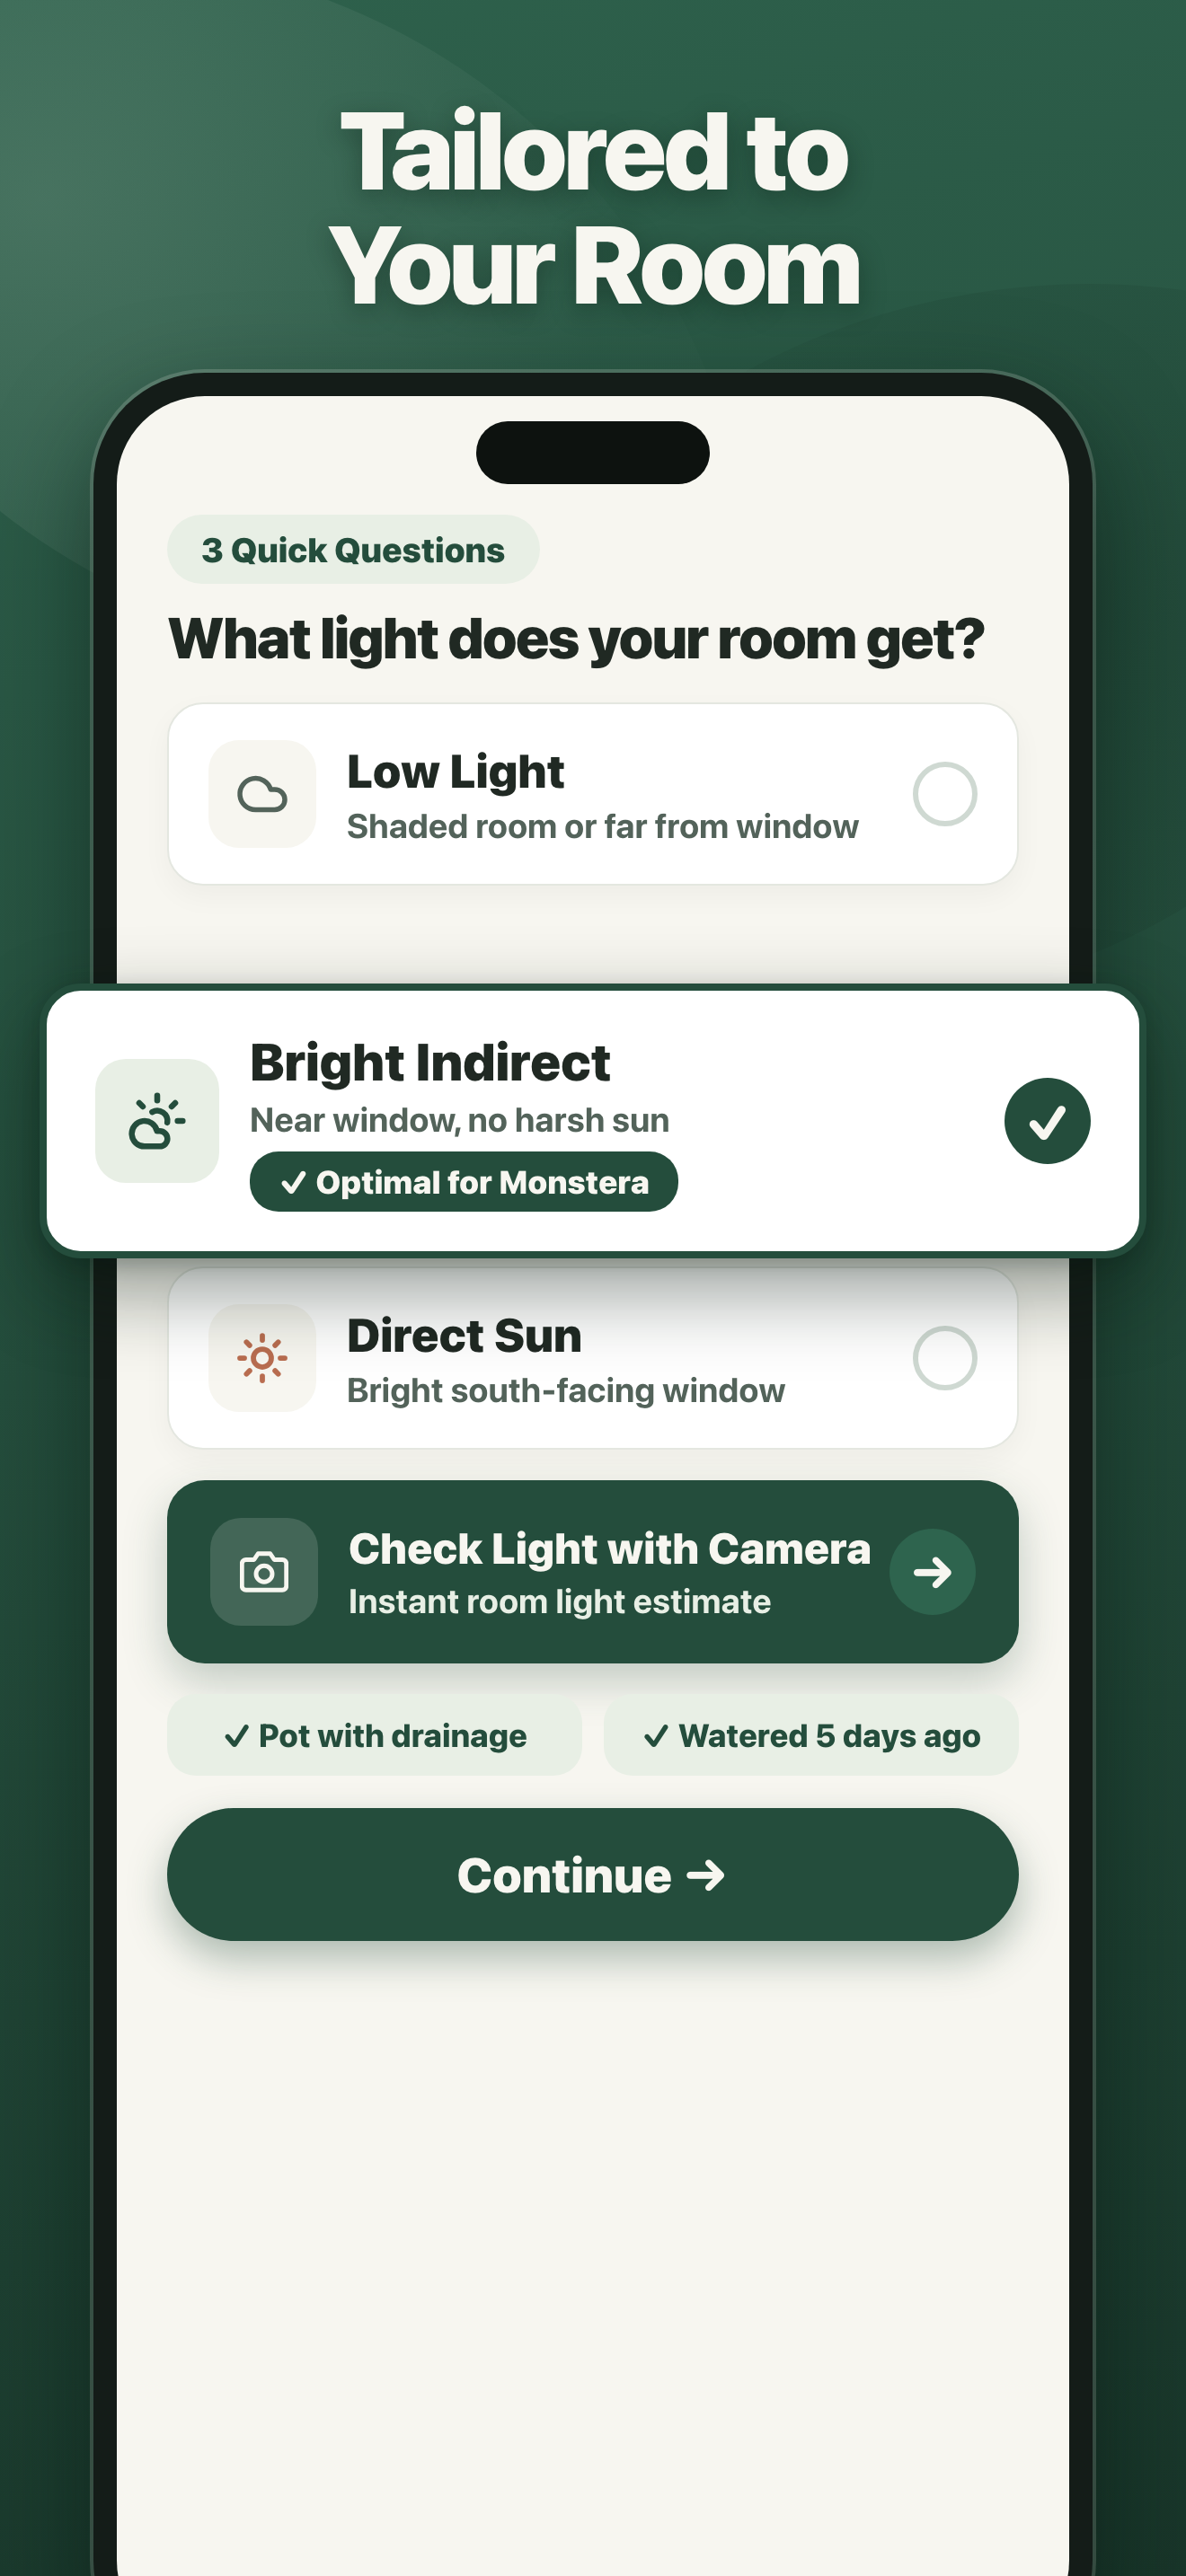 Tailored to
Your Room
3 Quick Questions
What light does your room get?
Low Light
Shaded room or far from window
Bright Indirect
Near window, no harsh sun
✓ Optimal for Monstera
Direct Sun
Bright south-facing window
Check Light with Camera
Instant room light estimate
✓ Pot with drainage
✓ Watered 5 days ago
Continue →